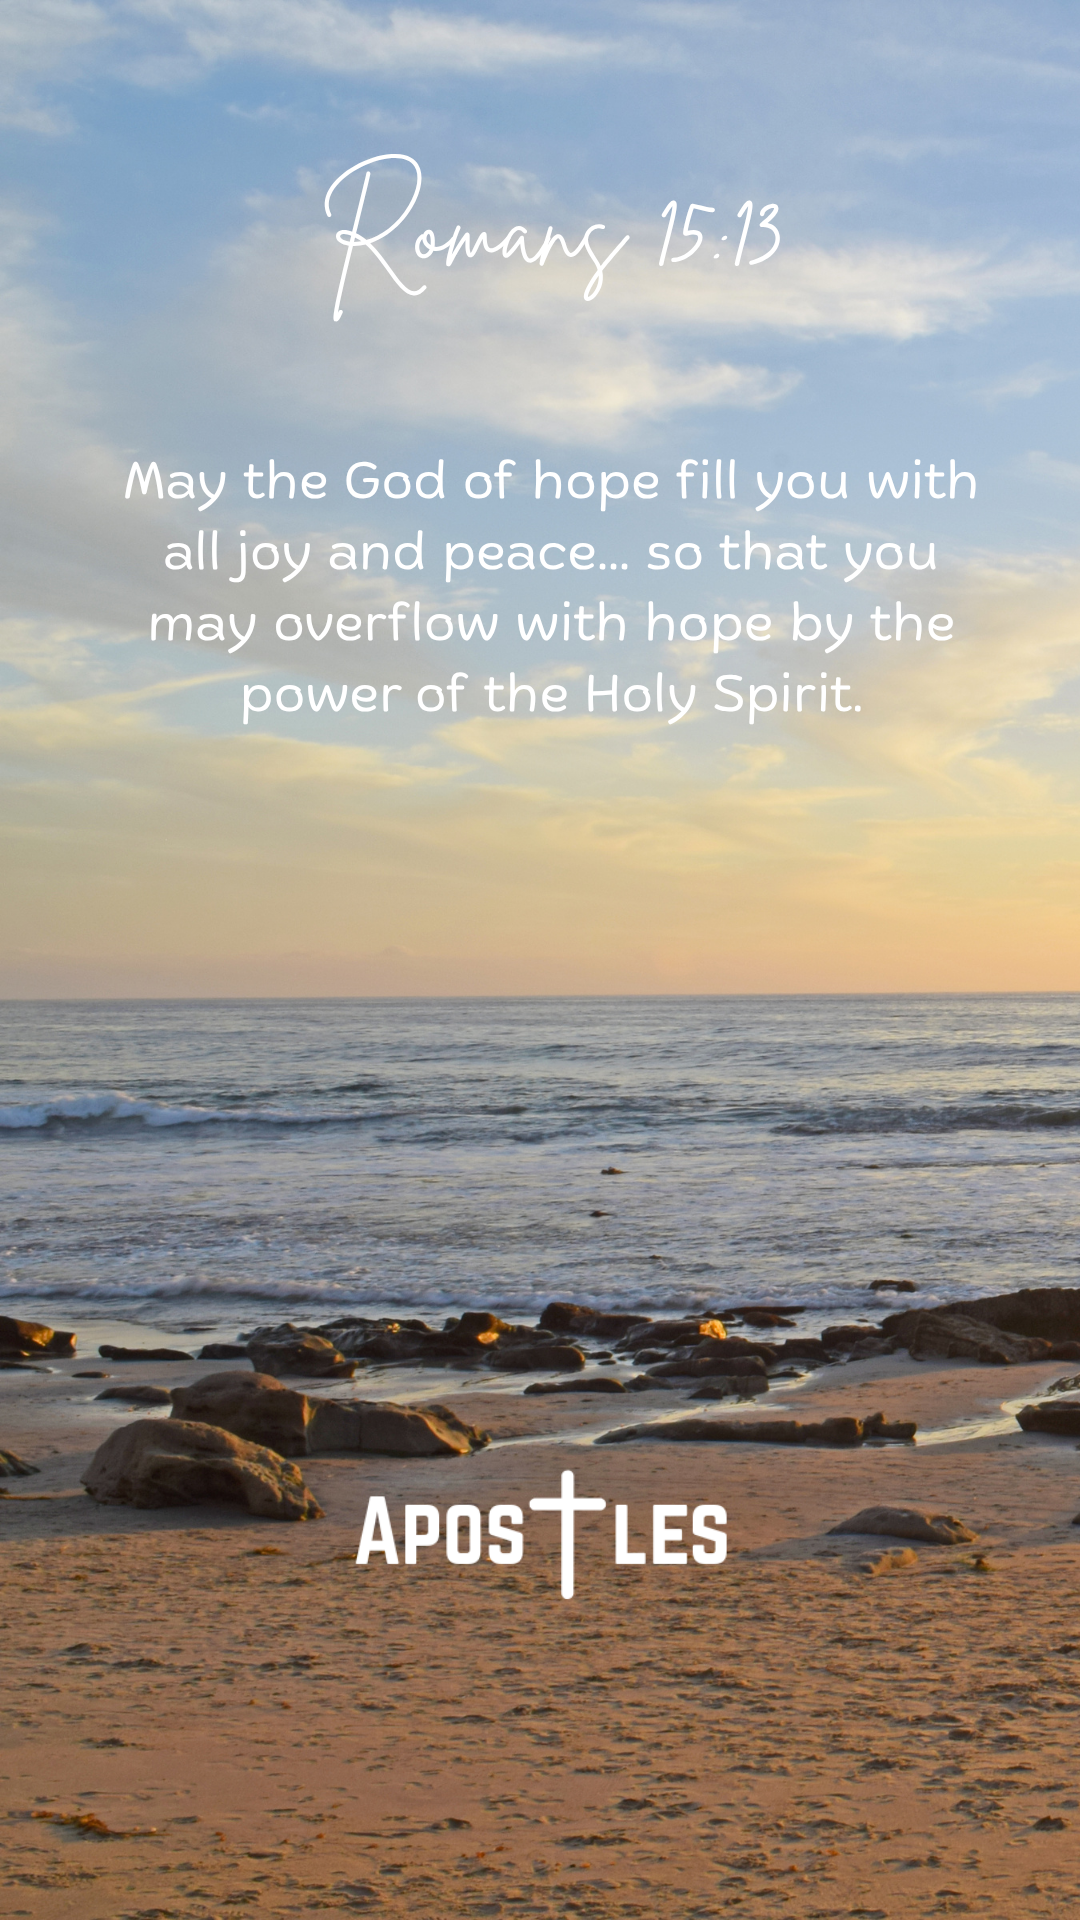 Romans 15:13
May the God of hope fill you with
all joy and peace... so that you
may overflow with hope by the
power of the Holy Spirit.
APOSTLES